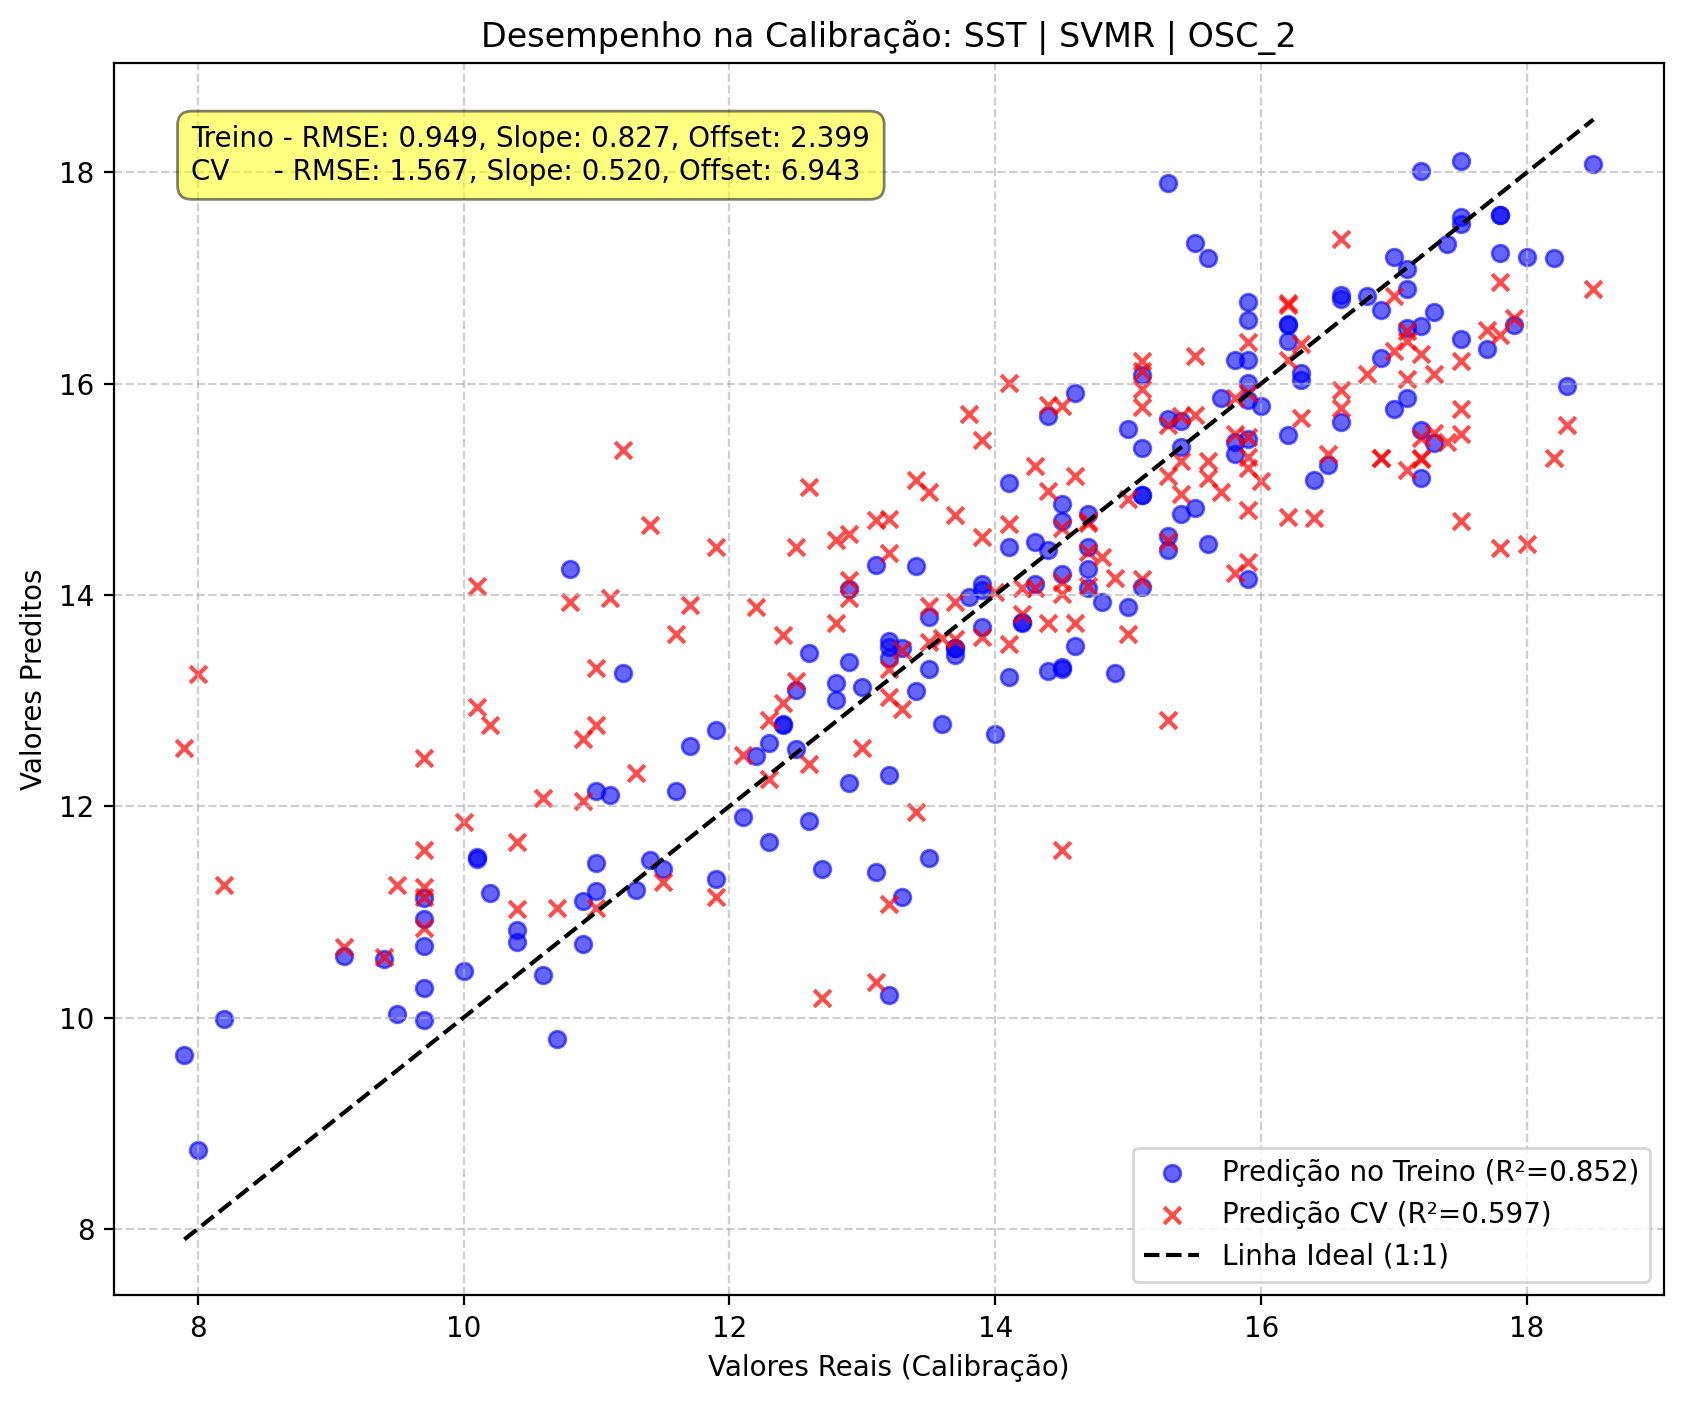 Desempenho na Calibração: SST | SVMR | OSC_2
Treino - RMSE: 0.949, Slope: 0.827, Offset: 2.399
CV     - RMSE: 1.567, Slope: 0.520, Offset: 6.943
Valores Preditos
18
16
14
12
10
8
Predição no Treino (R²=0.852)
Predição CV (R²=0.597)
Linha Ideal (1:1)
8 10 12 14 16 18
Valores Reais (Calibração)